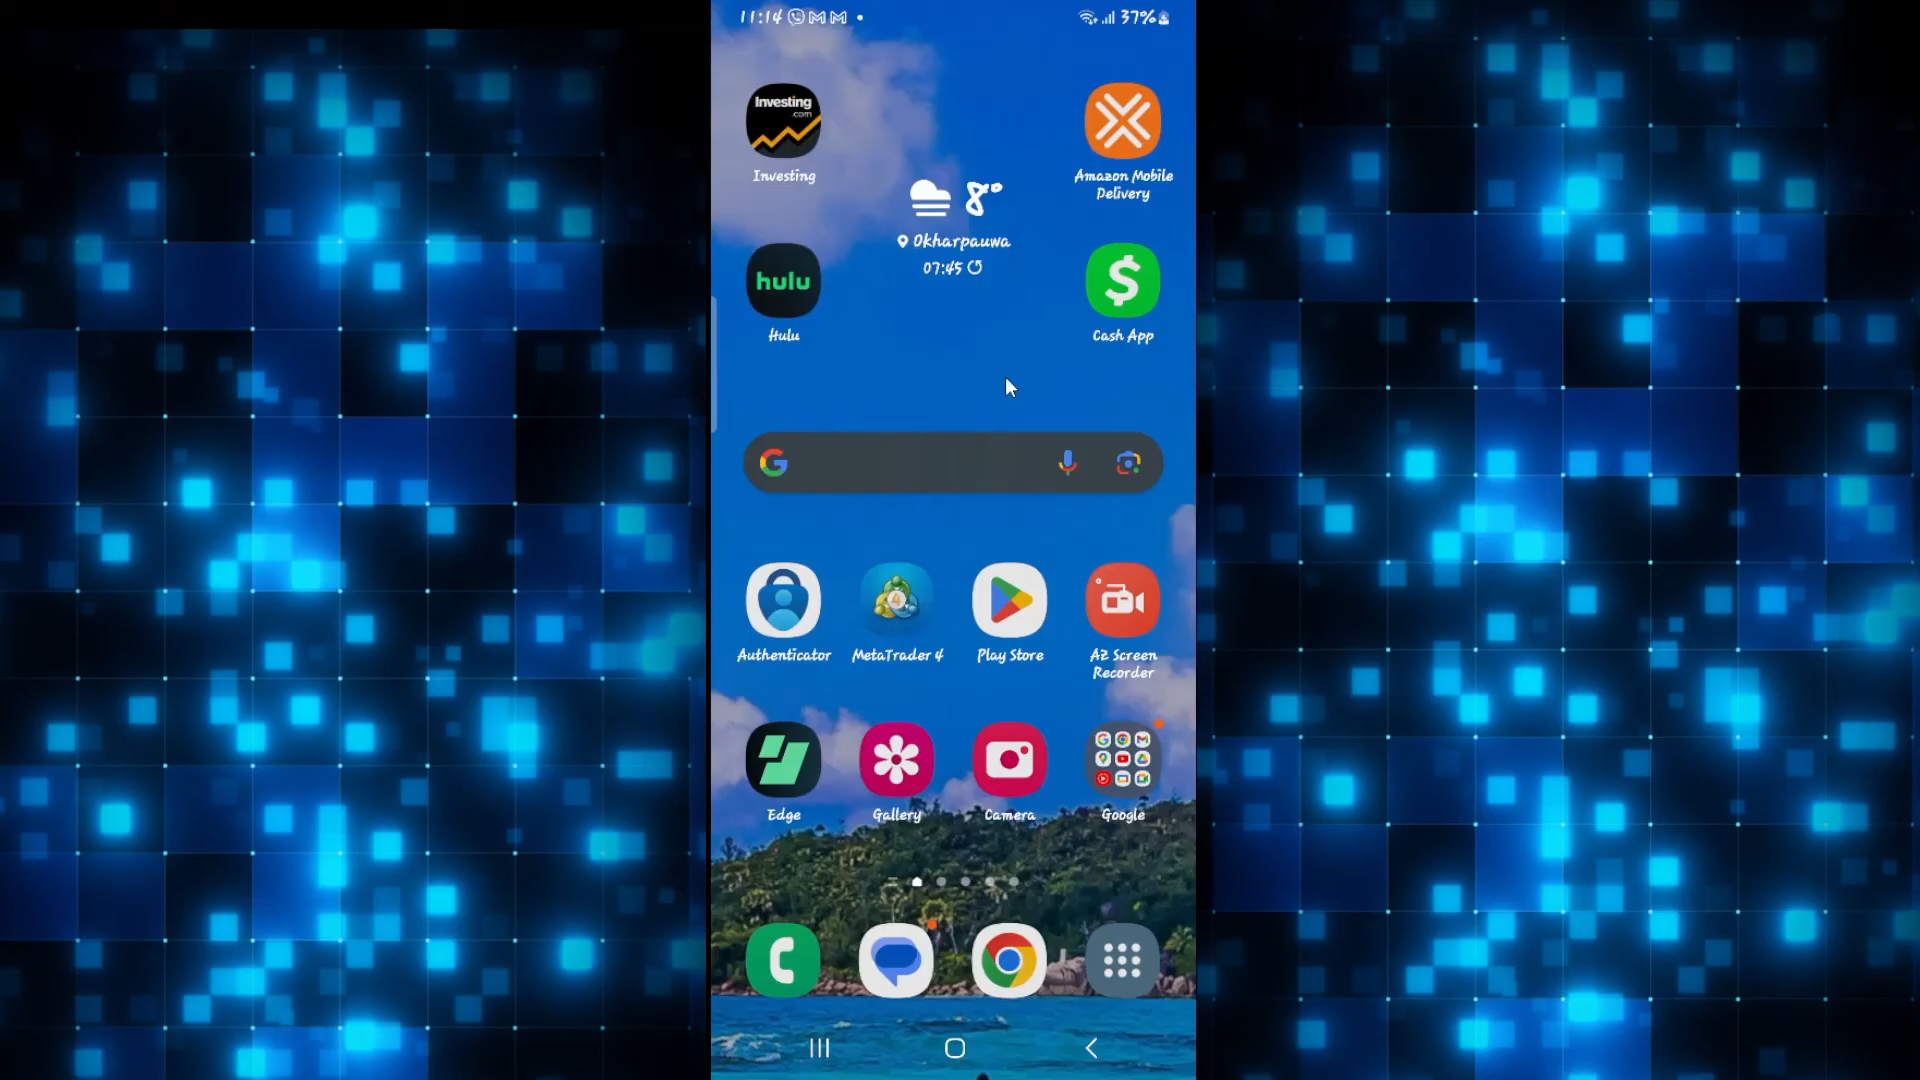 11:14
37%
Investing
.com
Investing
Amazon Mobile
Delivery
8°
Okharpauwa
07:45
hulu
Hulu
$
Cash App
G
4
Authenticator
MetaTrader 4
Play Store
AZ Screen
Recorder
Edge
Gallery
Camera
Google